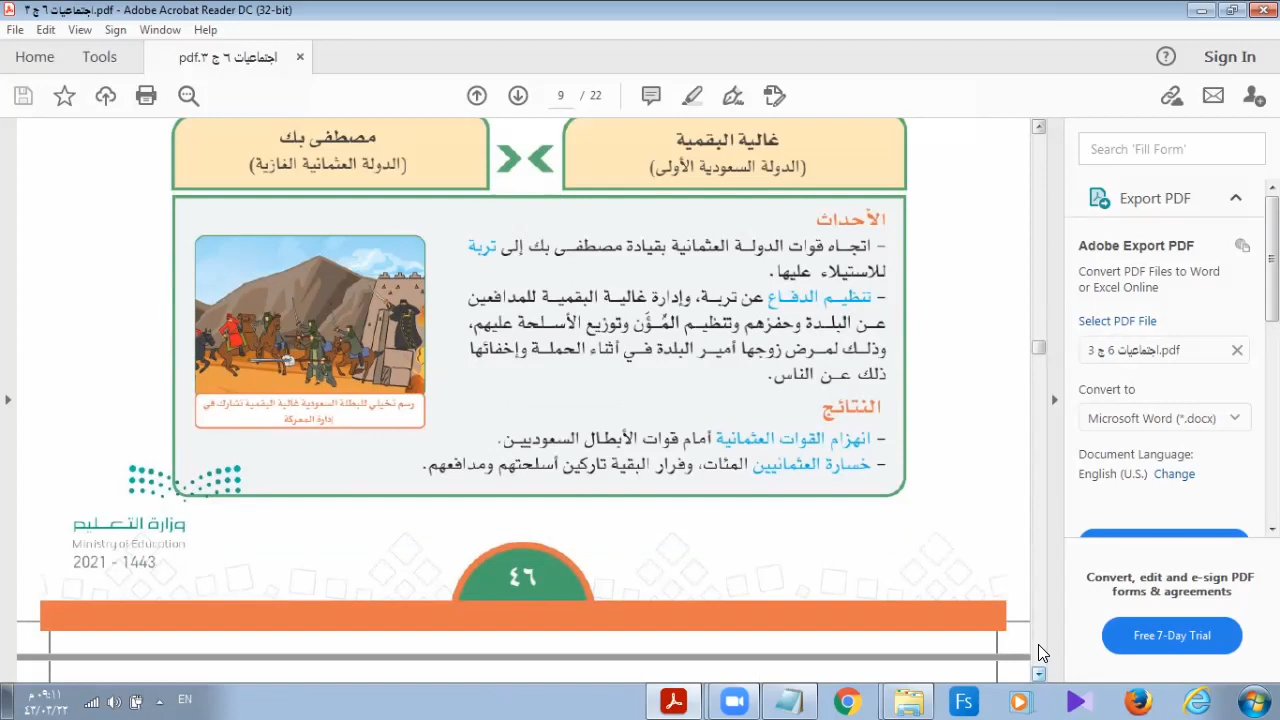 اجتماعيات ٦ ج ٣.pdf - Adobe Acrobat Reader DC (32-bit)
File Edit View Sign Window Help
Home Tools اجتماعيات ٦ ج ٣.pdf × Sign In
9 / 22
غالية البقمية
(الدولة السعودية الأولى)
مصطفى بك
(الدولة العثمانية الغازية)
الأحداث
- اتجاه قوات الدولة العثمانية بقيادة مصطفى بك إلى تربة
للاستيلاء عليها.
- تنظيم الدفاع عن تربة، وإدارة غالية البقمية للمدافعين
عن البلدة وحفزهم وتنظيم المُؤَن وتوزيع الأسلحة عليهم،
وذلك لمرض زوجها أمير البلدة في أثناء الحملة وإخفائها
ذلك عن الناس.
النتائج
- انهزام القوات العثمانية أمام قوات الأبطال السعوديين.
- خسارة العثمانيين المئات، وفرار البقية تاركين أسلحتهم ومدافعهم.
رسم تخيلي للبطلة السعودية غالية البقمية تشارك في
إدارة المعركة
وزارة التعليم
Ministry of Education
2021 - 1443
٤٦
Search 'Fill Form'
Export PDF
Adobe Export PDF
Convert PDF Files to Word
or Excel Online
Select PDF File
اجتماعيات 6 ج 3.pdf
Convert to
Microsoft Word (*.docx)
Document Language:
English (U.S.) Change
Convert, edit and e-sign PDF
forms & agreements
Free 7-Day Trial
EN
٠٩:١١ م
٤٣/٠٣/٢٢
Fs